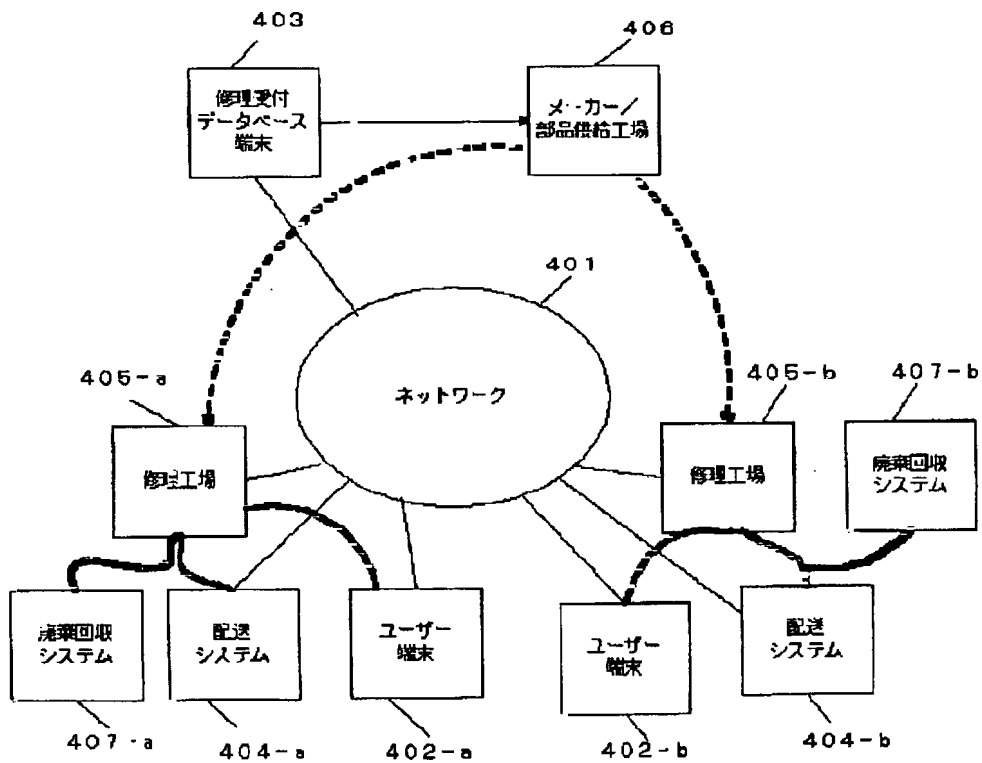 403
406
修理受付
データベース
端末
メーカー/
部品供給工場
401
ネットワーク
405-a
405-b
407-b
修理工場
修理工場
廃棄回収
システム
廃棄回収
システム
配送
システム
ユーザー
端末
ユーザー
端末
配送
システム
407-a
404-a
402-a
402-b
404-b